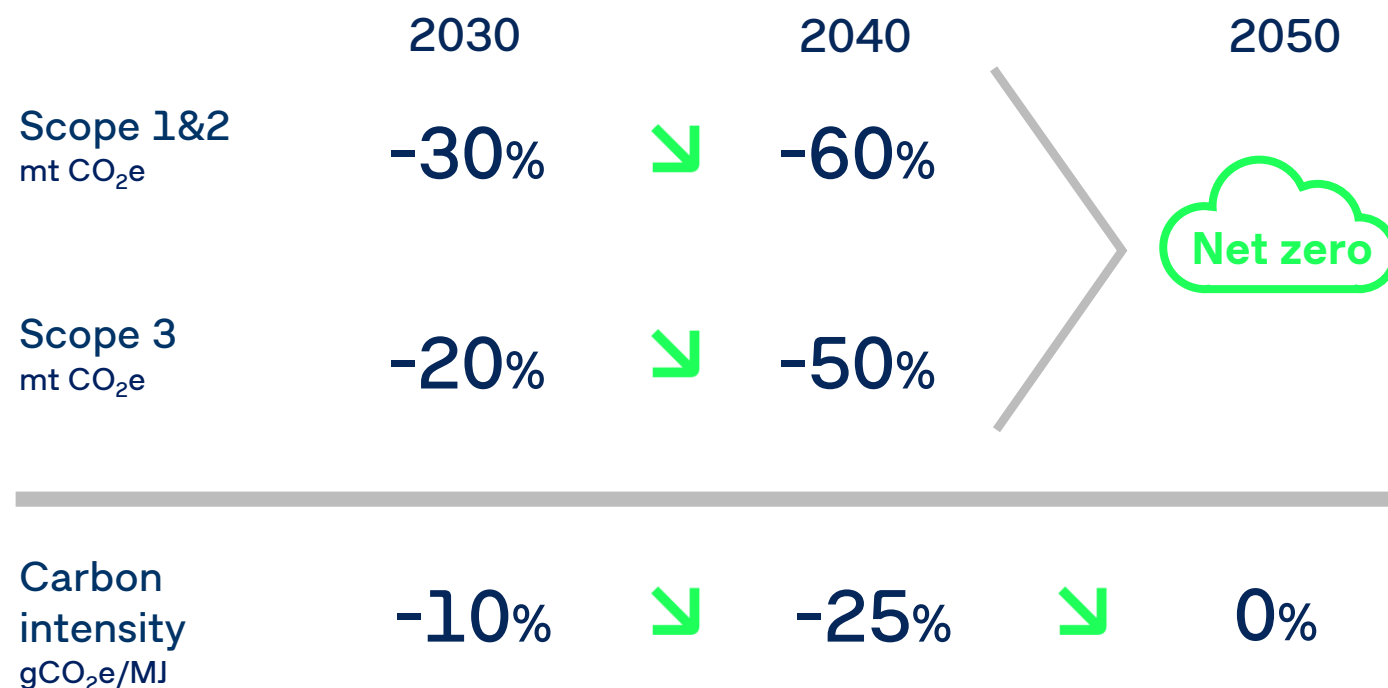 2030 2040 2050
Scope 1&2
mt CO₂e
-30% -60%
Net zero
Scope 3
mt CO₂e
-20% -50%
Carbon
intensity
gCO₂e/MJ
-10% -25% 0%